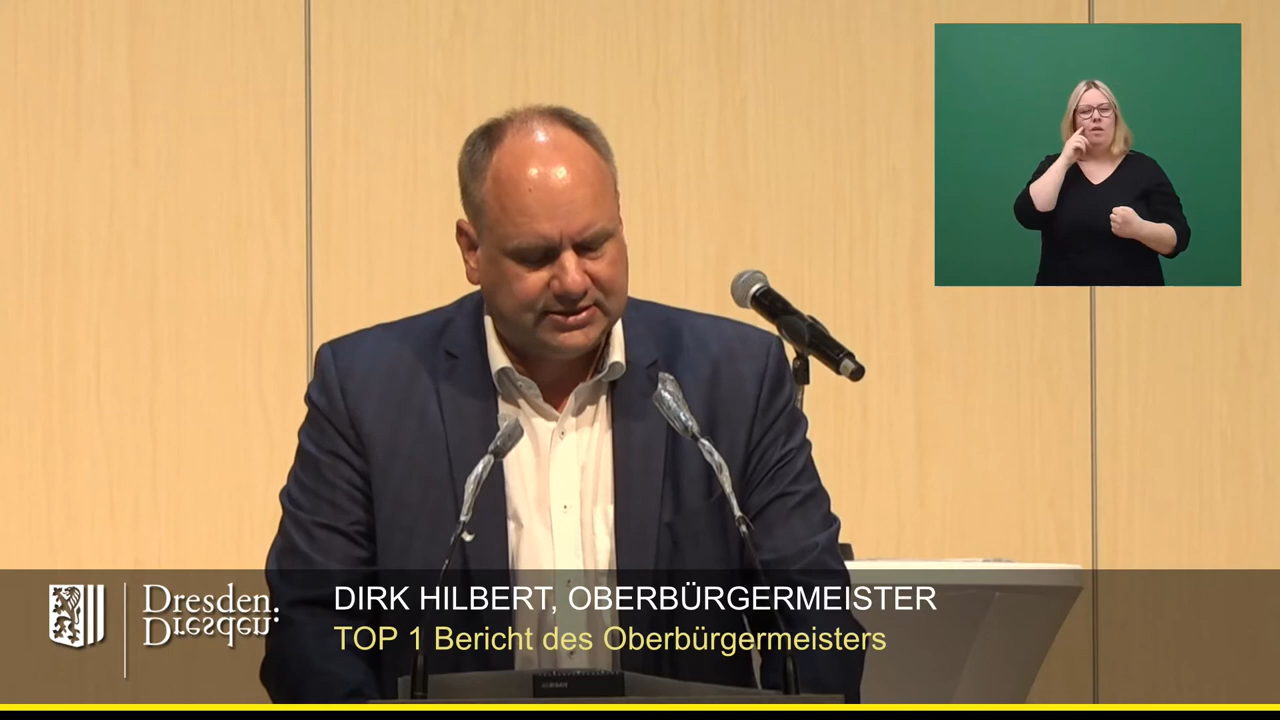 Dresden.
DIRK HILBERT, OBERBÜRGERMEISTER
TOP 1 Bericht des Oberbürgermeisters